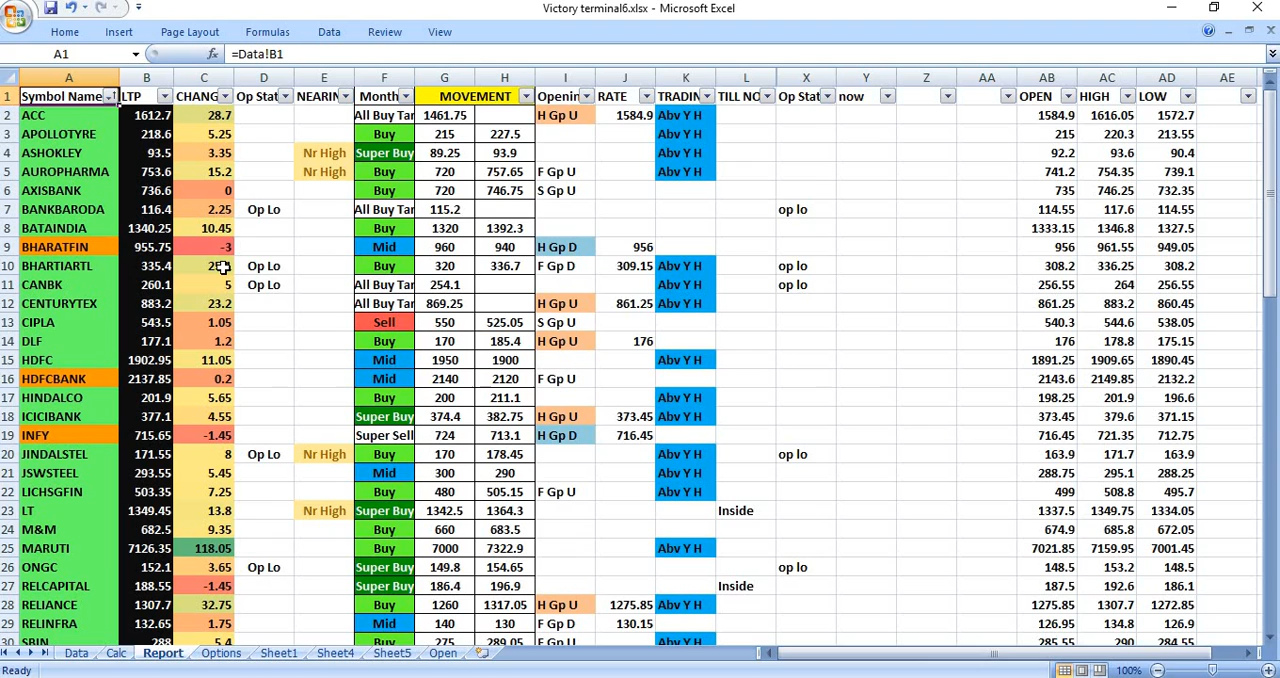 Victory terminal6.xlsx - Microsoft Excel
Home Insert Page Layout Formulas Data Review View
A1 fx =Data!B1
A B C D E F G H I J K L X Y Z AA AB AC AD AE
1 Symbol Name LTP CHANG Op Stat NEARIN Month MOVEMENT Openin RATE TRADIN TILL NO Op Stat now OPEN HIGH LOW
2 ACC 1612.7 28.7 All Buy Tar 1461.75 H Gp U 1584.9 Abv Y H 1584.9 1616.05 1572.7
3 APOLLOTYRE 218.6 5.25 Buy 215 227.5 Abv Y H 215 220.3 213.55
4 ASHOKLEY 93.5 3.35 Nr High Super Buy 89.25 93.9 Abv Y H 92.2 93.6 90.4
5 AUROPHARMA 753.6 15.2 Nr High Buy 720 757.65 F Gp U Abv Y H 741.2 754.35 739.1
6 AXISBANK 736.6 0 Buy 720 746.75 S Gp U 735 746.25 732.35
7 BANKBARODA 116.4 2.25 Op Lo All Buy Tar 115.2 op lo 114.55 117.6 114.55
8 BATAINDIA 1340.25 10.45 Buy 1320 1392.3 1333.15 1346.8 1327.5
9 BHARATFIN 955.75 -3 Mid 960 940 H Gp D 956 956 961.55 949.05
10 BHARTIARTL 335.4 Op Lo Buy 320 336.7 F Gp D 309.15 Abv Y H op lo 308.2 336.25 308.2
11 CANBK 260.1 5 Op Lo All Buy Tar 254.1 Abv Y H op lo 256.55 264 256.55
12 CENTURYTEX 883.2 23.2 All Buy Tar 869.25 H Gp U 861.25 Abv Y H 861.25 883.2 860.45
13 CIPLA 543.5 1.05 Sell 550 525.05 S Gp U 540.3 544.6 538.05
14 DLF 177.1 1.2 Buy 170 185.4 H Gp U 176 176 178.8 175.15
15 HDFC 1902.95 11.05 Mid 1950 1900 Abv Y H 1891.25 1909.65 1890.45
16 HDFCBANK 2137.85 0.2 Mid 2140 2120 F Gp U 2143.6 2149.85 2132.2
17 HINDALCO 201.9 5.65 Buy 200 211.1 Abv Y H 198.25 201.9 196.6
18 ICICIBANK 377.1 4.55 Super Buy 374.4 382.75 H Gp U 373.45 Abv Y H 373.45 379.6 371.15
19 INFY 715.65 -1.45 Super Sell 724 713.1 H Gp D 716.45 716.45 721.35 712.75
20 JINDALSTEL 171.55 8 Op Lo Nr High Buy 170 178.45 Abv Y H op lo 163.9 171.7 163.9
21 JSWSTEEL 293.55 5.45 Mid 300 290 Abv Y H 288.75 295.1 288.25
22 LICHSGFIN 503.35 7.25 Buy 480 505.15 F Gp U Abv Y H 499 508.8 495.7
23 LT 1349.45 13.8 Nr High Super Buy 1342.5 1364.3 Inside 1337.5 1349.75 1334.05
24 M&M 682.5 9.35 Buy 660 683.5 Abv Y H 674.9 685.8 672.05
25 MARUTI 7126.35 118.05 Buy 7000 7322.9 Abv Y H 7021.85 7159.95 7001.45
26 ONGC 152.1 3.65 Op Lo Super Buy 149.8 154.65 op lo 148.5 153.2 148.5
27 RELCAPITAL 188.55 -1.45 Super Buy 186.4 196.9 Inside 187.5 192.6 186.1
28 RELIANCE 1307.7 32.75 Buy 1260 1317.05 H Gp U 1275.85 Abv Y H 1275.85 1307.7 1272.85
29 RELINFRA 132.65 1.75 Mid 140 130 F Gp D 130.15 126.95 134.8 126.9
30 SBIN 288 5.4 Buy 275 289.05 Abv Y H 285.55 290 284.55
Data Calc Report Options Sheet1 Sheet4 Sheet5 Open
Ready 100%